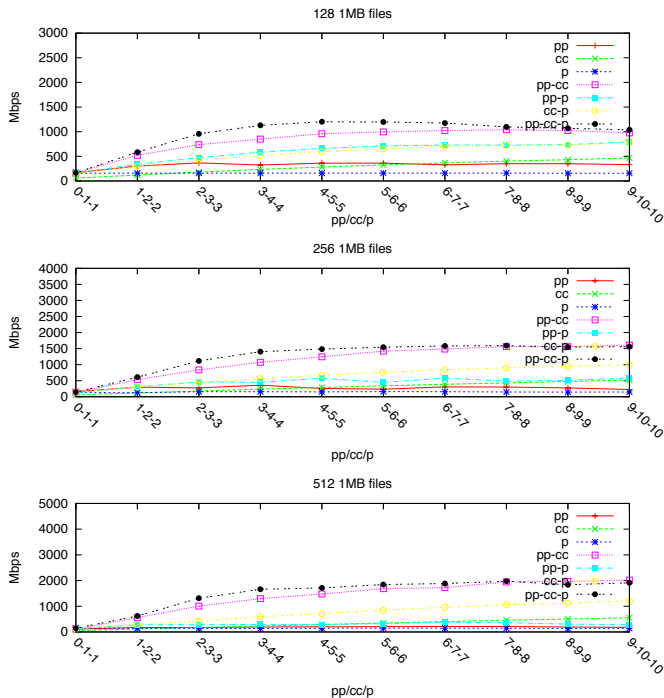 128 1MB files
Mbps
3000
2500
2000
1500
1000
500
0
pp
cc
p
pp-cc
pp-p
cc-p
pp-cc-p
0-1-1
1-2-2
2-3-3
3-4-4
4-5-5
5-6-6
6-7-7
7-8-8
8-9-9
9-10-10
pp/cc/p
256 1MB files
Mbps
4000
3500
3000
2500
2000
1500
1000
500
0
pp
cc
p
pp-cc
pp-p
cc-p
pp-cc-p
0-1-1
1-2-2
2-3-3
3-4-4
4-5-5
5-6-6
6-7-7
7-8-8
8-9-9
9-10-10
pp/cc/p
512 1MB files
Mbps
5000
4000
3000
2000
1000
0
pp
cc
p
pp-cc
pp-p
cc-p
pp-cc-p
0-1-1
1-2-2
2-3-3
3-4-4
4-5-5
5-6-6
6-7-7
7-8-8
8-9-9
9-10-10
pp/cc/p